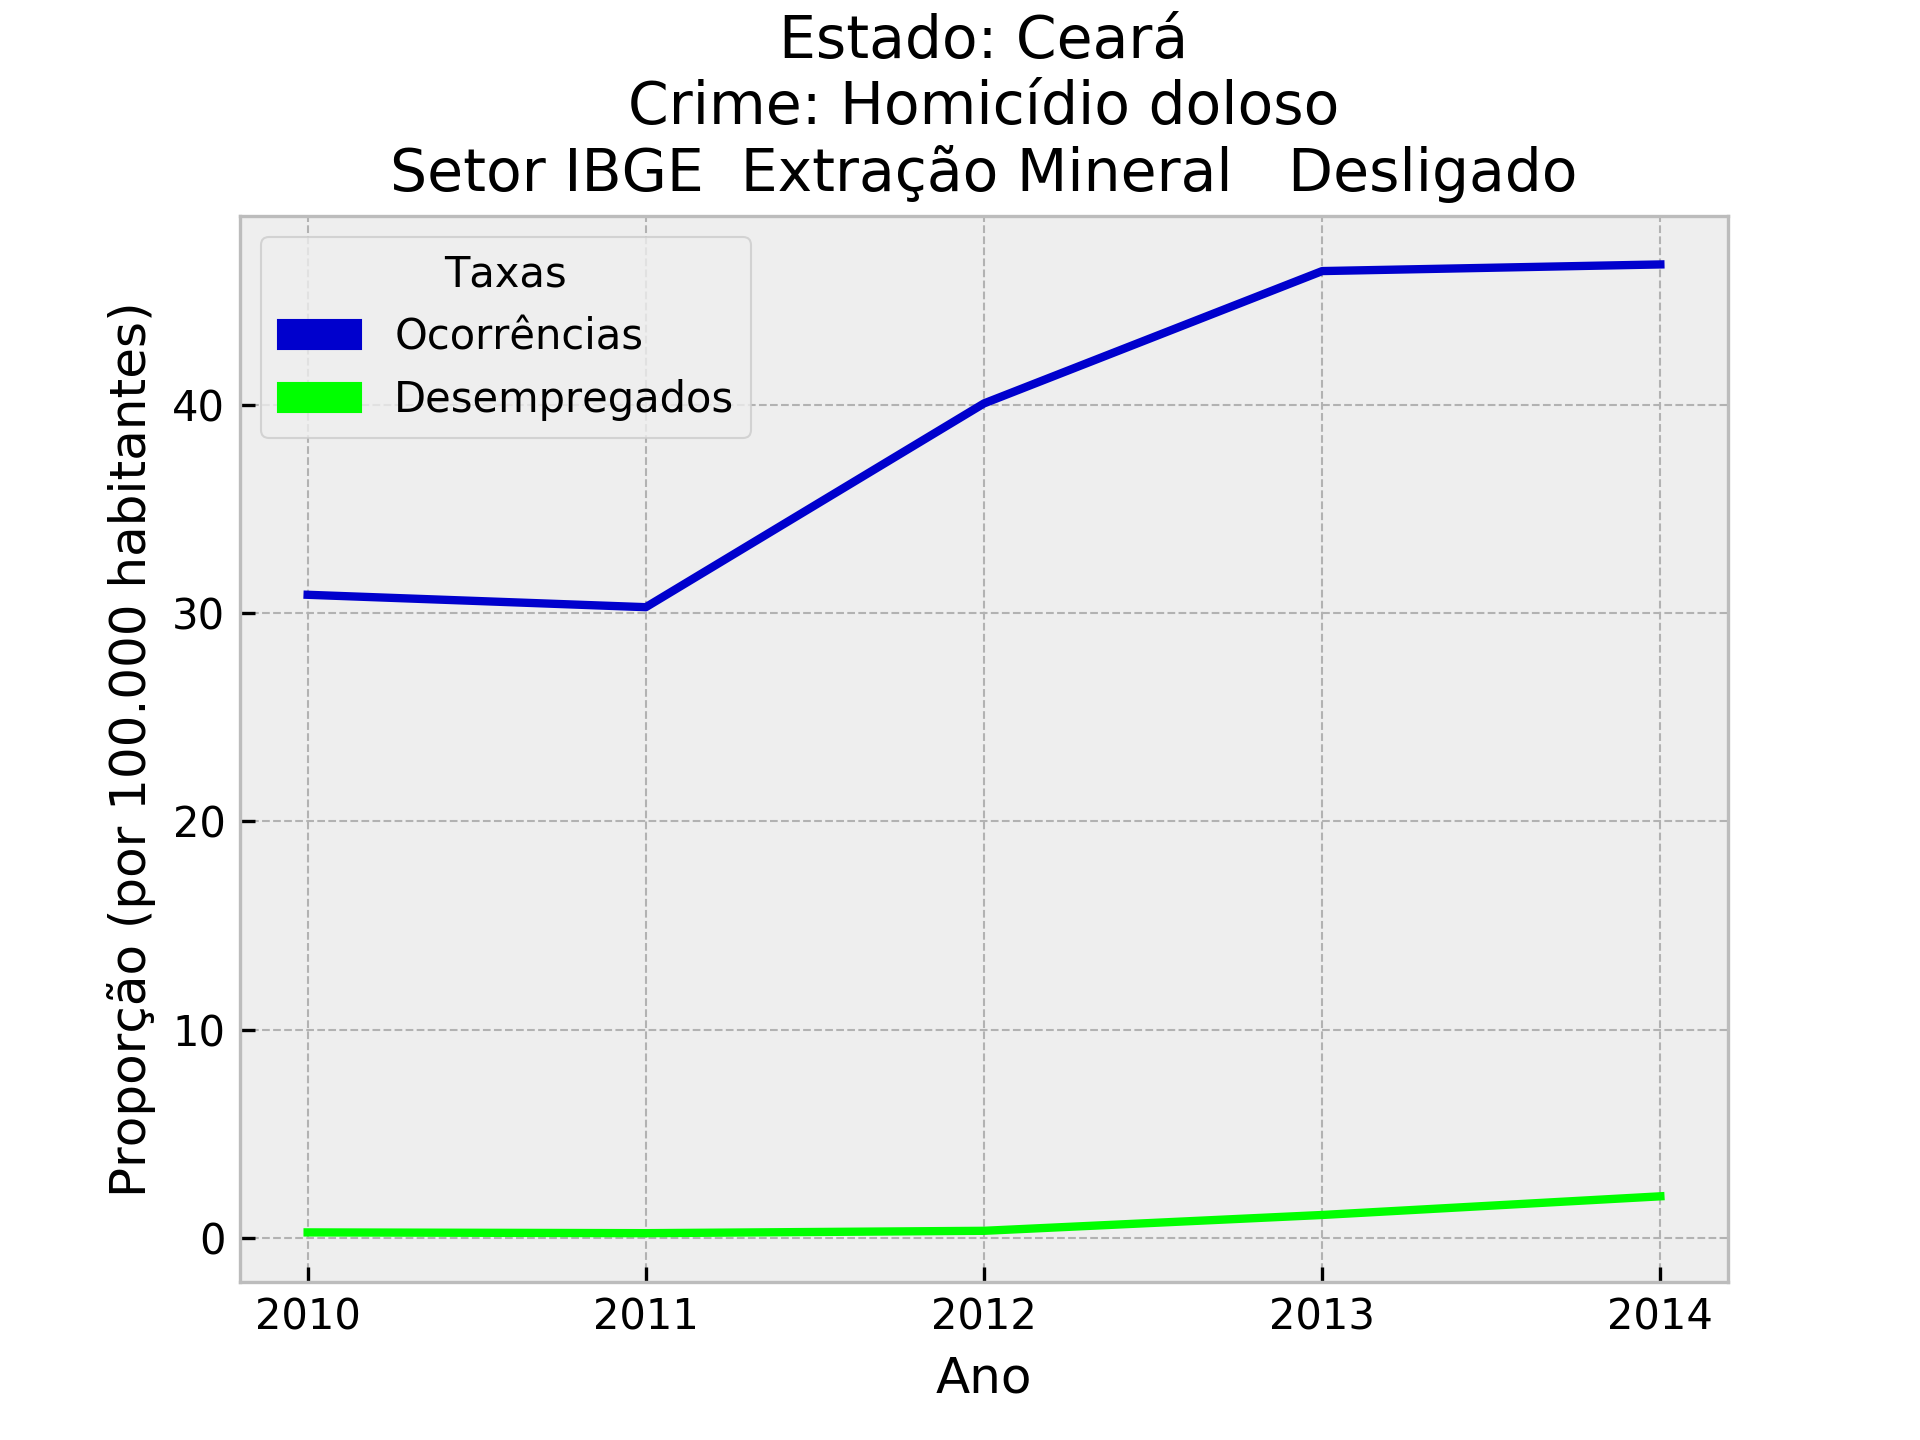 Estado: Ceará
Crime: Homicídio doloso
Setor IBGE  Extração Mineral   Desligado
Taxas
Ocorrências
Desempregados
Proporção (por 100.000 habitantes)
40
30
20
10
0
2010 2011 2012 2013 2014
Ano